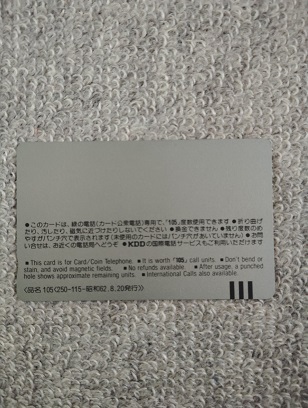 ●このカードは、緑の電話(カード公衆電話)専用で、「105」度数使用できます ●折り曲げ
たり、汚したり、磁気に近づけたりしないでください ●換金できません ●残り度数のめ
やすがパンチ穴で表示されます(未使用のカードにはパンチ穴があいていません) ●お問
い合せは、お近くの電話局へどうぞ ●KDDの国際電話サービスもご利用いただけます
●This card is for Card/Coin Telephone. ●It is worth "105" call units. ●Don't bend or
stain, and avoid magnetic fields. ●No refunds available. ●After usage, a punched
hole shows approximate remaining units. ●International Calls also available
〈品名 105(250-115-昭和62.8.20発行)〉